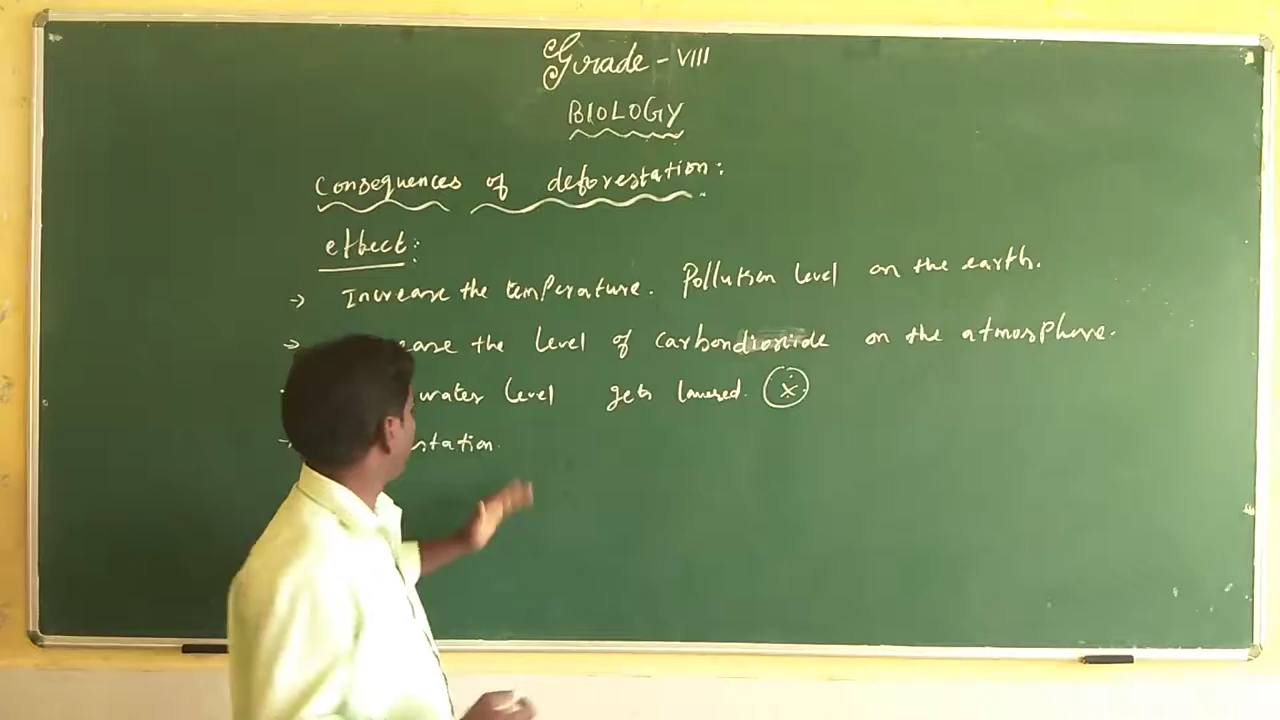 Grade - VIII
BIOLOGY
Consequences of deforestation:
effect:
→ Increase the temperature. Pollution level on the earth.
→ the level of carbondioxide on the atmosphere.
water level gets lowered. (x)